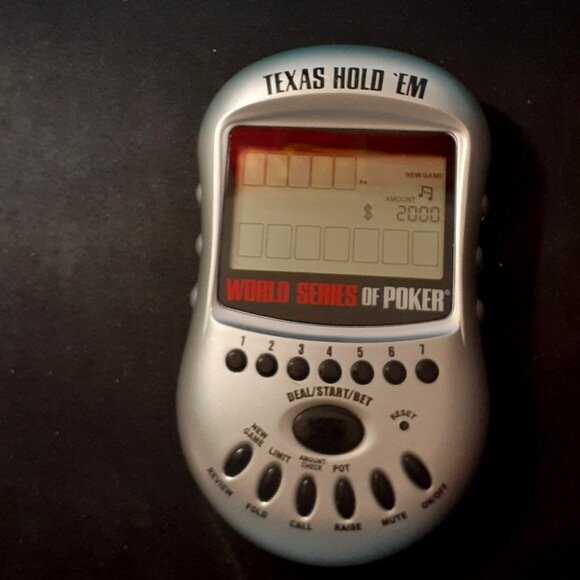 TEXAS HOLD 'EM
NEW GAME
AMOUNT
$ 2000
WORLD SERIES OF POKER®
1 2 3 4 5 6 7
DEAL/START/BET
RESET
NEW GAME
LIMIT
AMOUNT CHECK
POT
REVIEW
FOLD
CALL
RAISE
MUTE
ON/OFF